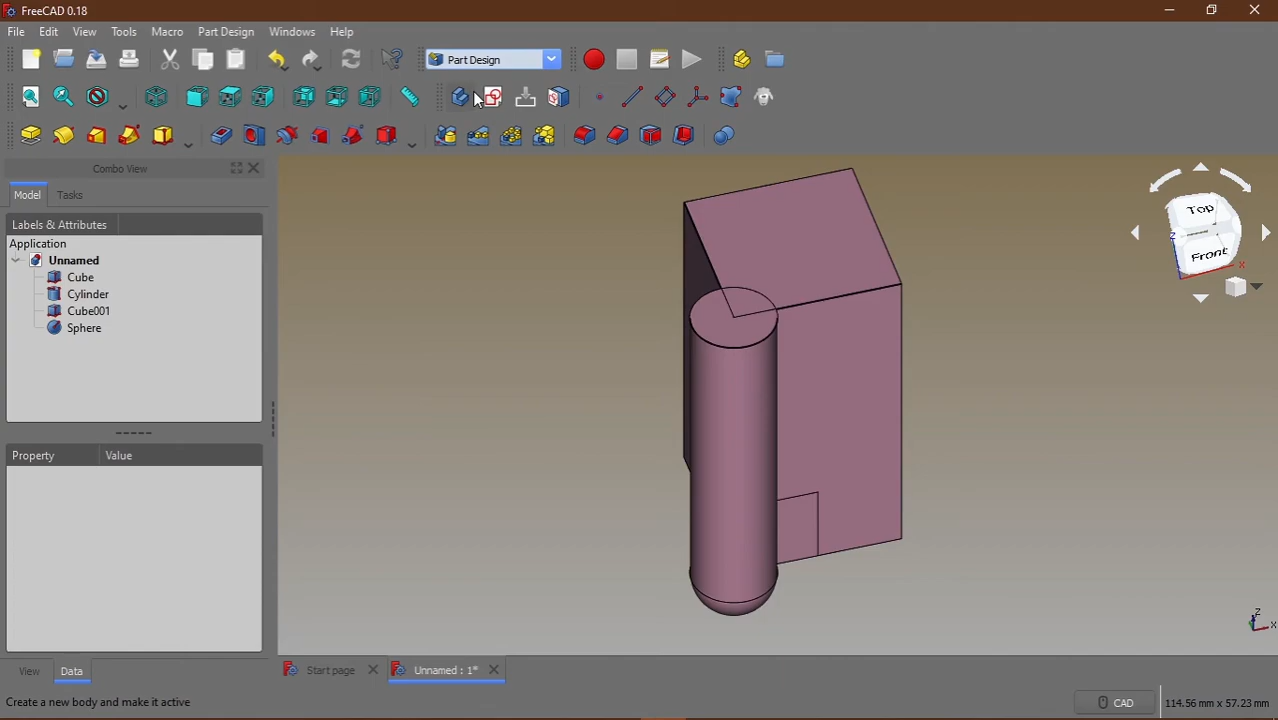 FreeCAD 0.18
File Edit View Tools Macro Part Design Windows Help
Part Design
Combo View
Model Tasks
Labels & Attributes
Application
Unnamed
Cube
Cylinder
Cube001
Sphere
Property Value
View Data
Top
Front
Z
X
Z
X
Start page
Unnamed : 1*
Create a new body and make it active
CAD
114.56 mm x 57.23 mm